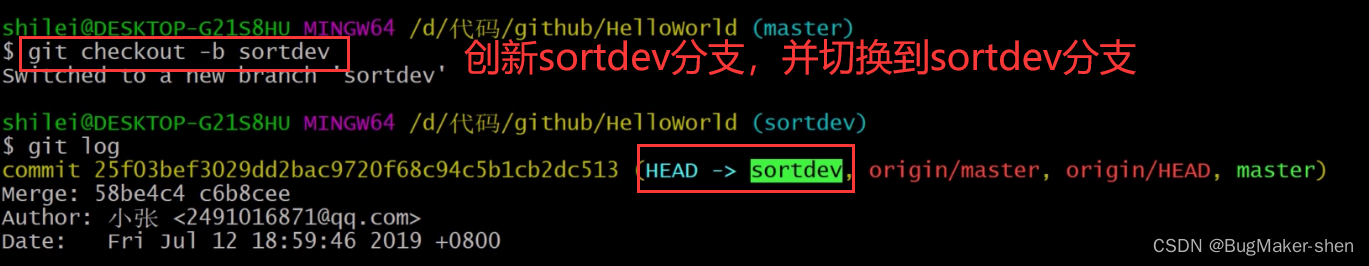 shilei@DESKTOP-G21S8HU MINGW64 /d/代码/github/HelloWorld (master)
$ git checkout -b sortdev
创新sortdev分支，并切换到sortdev分支
Switched to a new branch 'sortdev'
shilei@DESKTOP-G21S8HU MINGW64 /d/代码/github/HelloWorld (sortdev)
$ git log
commit 25f03bef3029dd2bac9720f68c94c5b1cb2dc513 (HEAD -> sortdev, origin/master, origin/HEAD, master)
Merge: 58be4c4 c6b8cee
Author: 小张 <2491016871@qq.com>
Date:   Fri Jul 12 18:59:46 2019 +0800
CSDN @BugMaker-shen